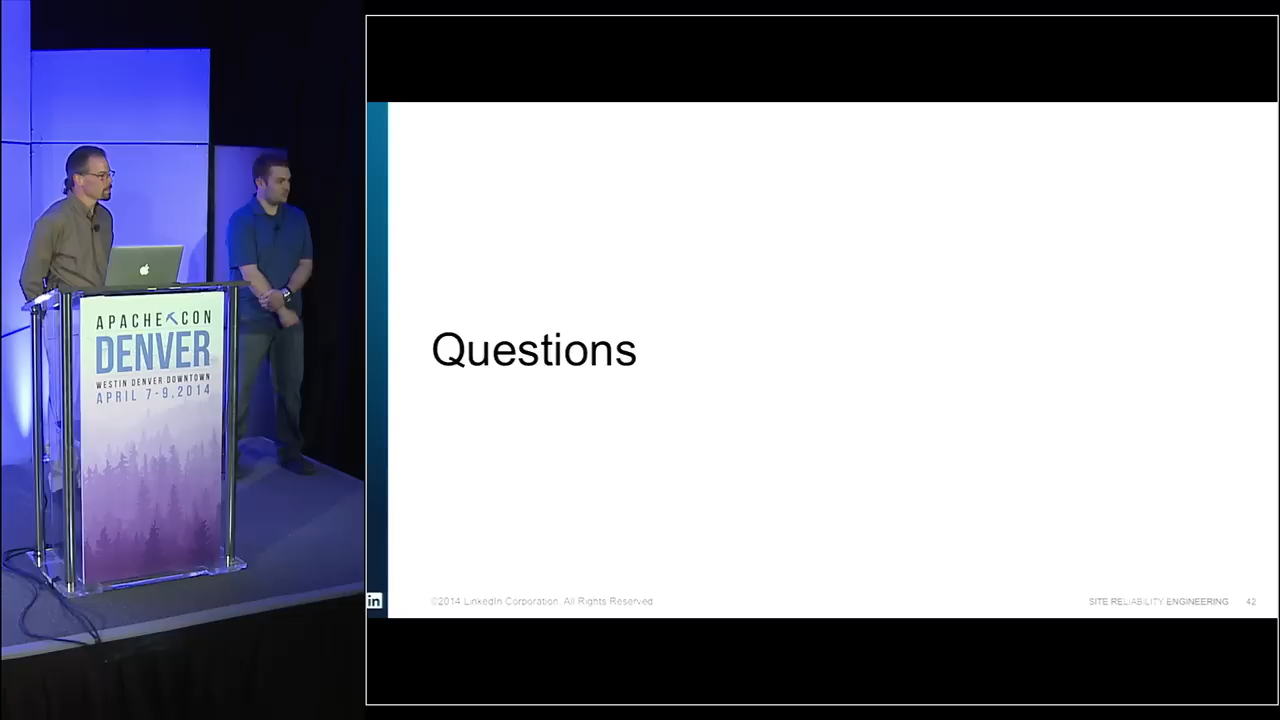 APACHE CON
DENVER
WESTIN DENVER DOWNTOWN
APRIL 7-9, 2014
Questions
in
©2014 LinkedIn Corporation. All Rights Reserved
SITE RELIABILITY ENGINEERING 42